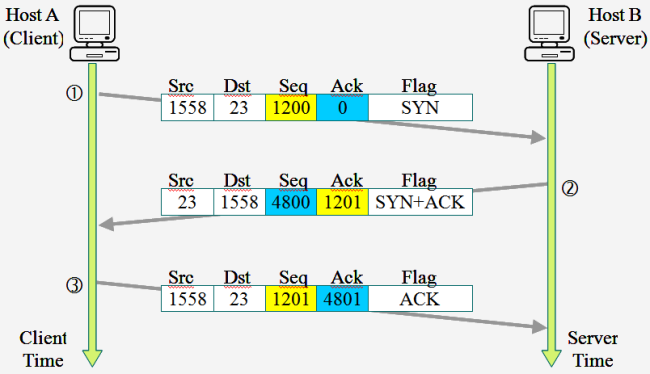 Host A
(Client)
Host B
(Server)
①
Src Dst Seq Ack Flag
1558 23 1200 0 SYN
②
Src Dst Seq Ack Flag
23 1558 4800 1201 SYN+ACK
③
Src Dst Seq Ack Flag
1558 23 1201 4801 ACK
Client
Time
Server
Time